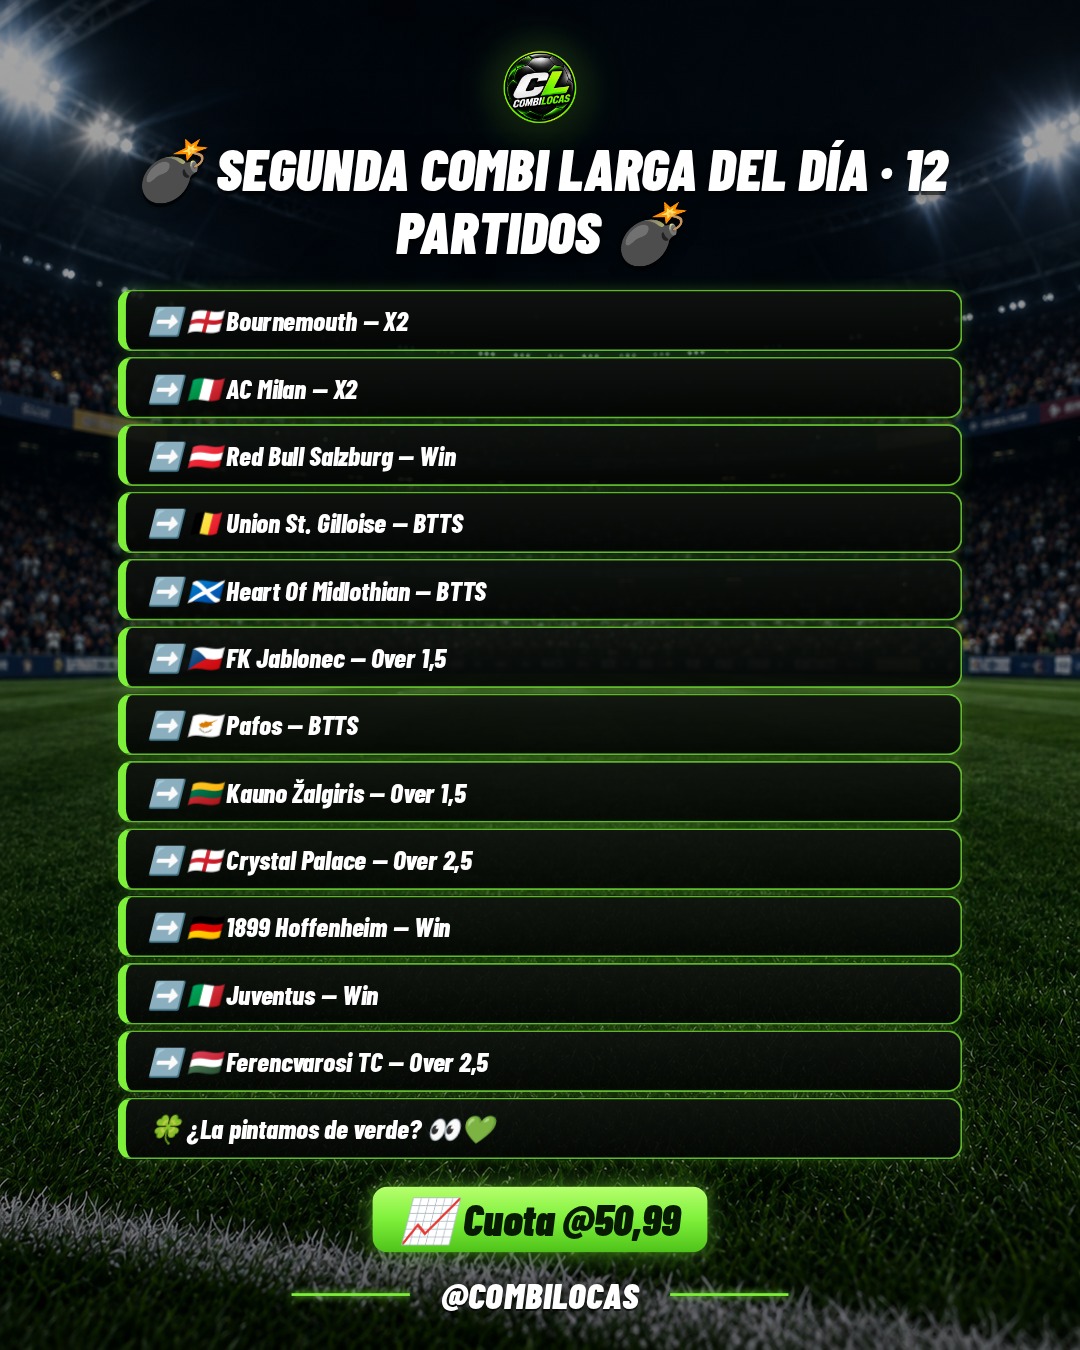 CL
COMBILOCAS
💣 SEGUNDA COMBI LARGA DEL DÍA · 12
PARTIDOS 💣
➡️🏴󠁧󠁢󠁥󠁮󠁧󠁿 Bournemouth – X2
➡️🇮🇹 AC Milan – X2
➡️🇦🇹 Red Bull Salzburg – Win
➡️🇧🇪 Union St. Gilloise – BTTS
➡️🏴󠁧󠁢󠁳󠁣󠁴󠁿 Heart Of Midlothian – BTTS
➡️🇨🇿 FK Jablonec – Over 1,5
➡️🇨🇾 Pafos – BTTS
➡️🇱🇹 Kauno Žalgiris – Over 1,5
➡️🏴󠁧󠁢󠁥󠁮󠁧󠁿 Crystal Palace – Over 2,5
➡️🇩🇪 1899 Hoffenheim – Win
➡️🇮🇹 Juventus – Win
➡️🇭🇺 Ferencvarosi TC – Over 2,5
🍀 ¿La pintamos de verde? 👀💚
📈 Cuota @50,99
@COMBILOCAS